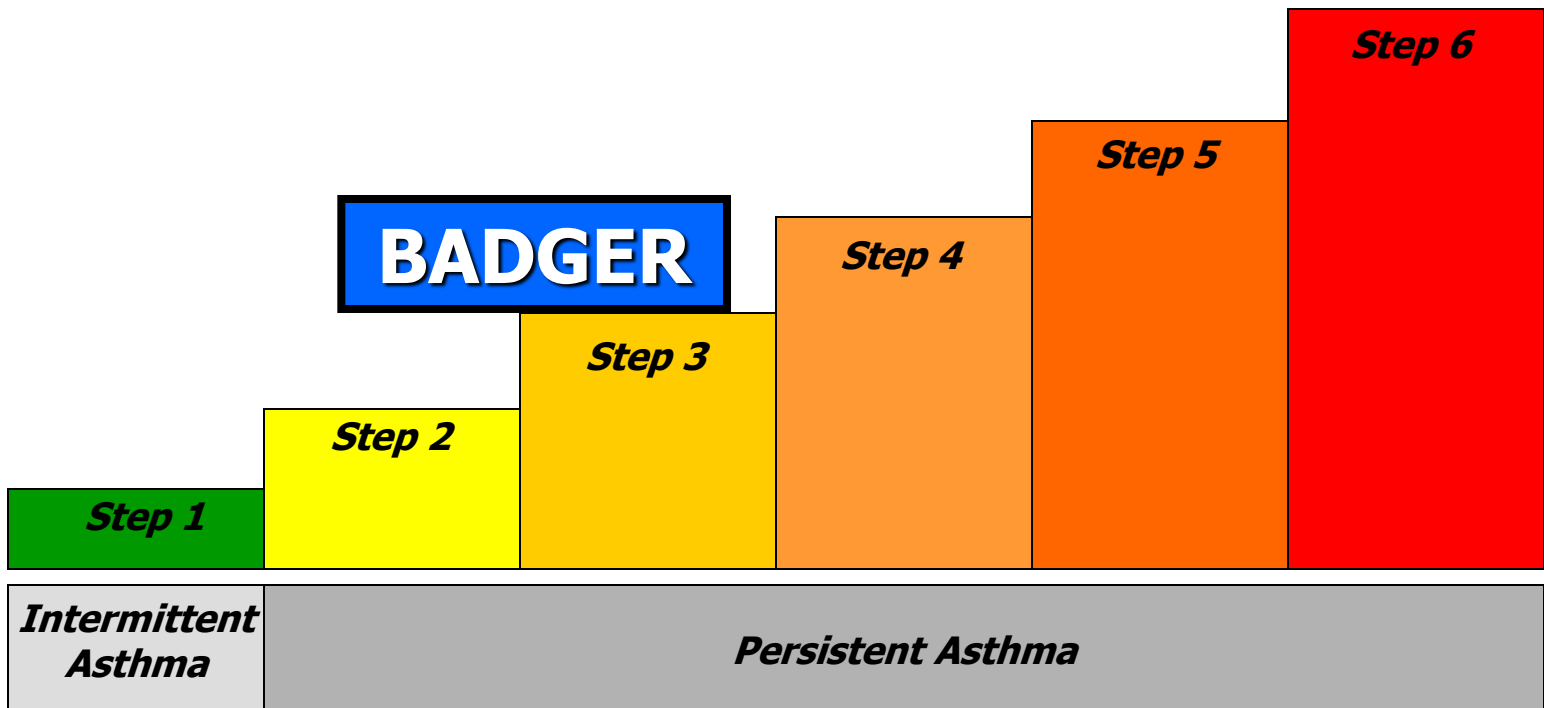 Step 6
Step 5
BADGER
Step 4
Step 3
Step 2
Step 1
Intermittent
Asthma
Persistent Asthma